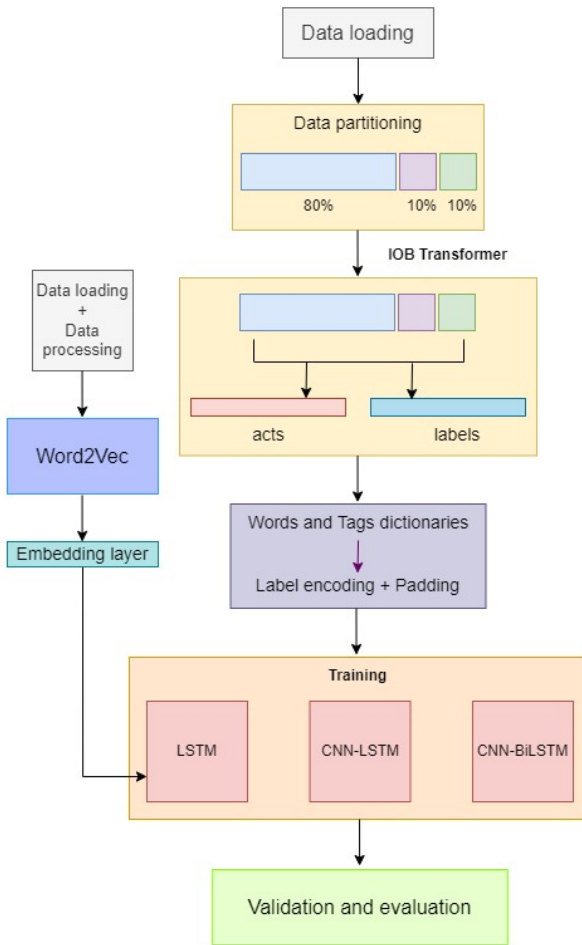 Data loading
Data partitioning
80%
10%
10%
IOB Transformer
Data loading
+
Data
processing
acts
labels
Word2Vec
Words and Tags dictionaries
Embedding layer
Label encoding + Padding
Training
LSTM
CNN-LSTM
CNN-BiLSTM
Validation and evaluation